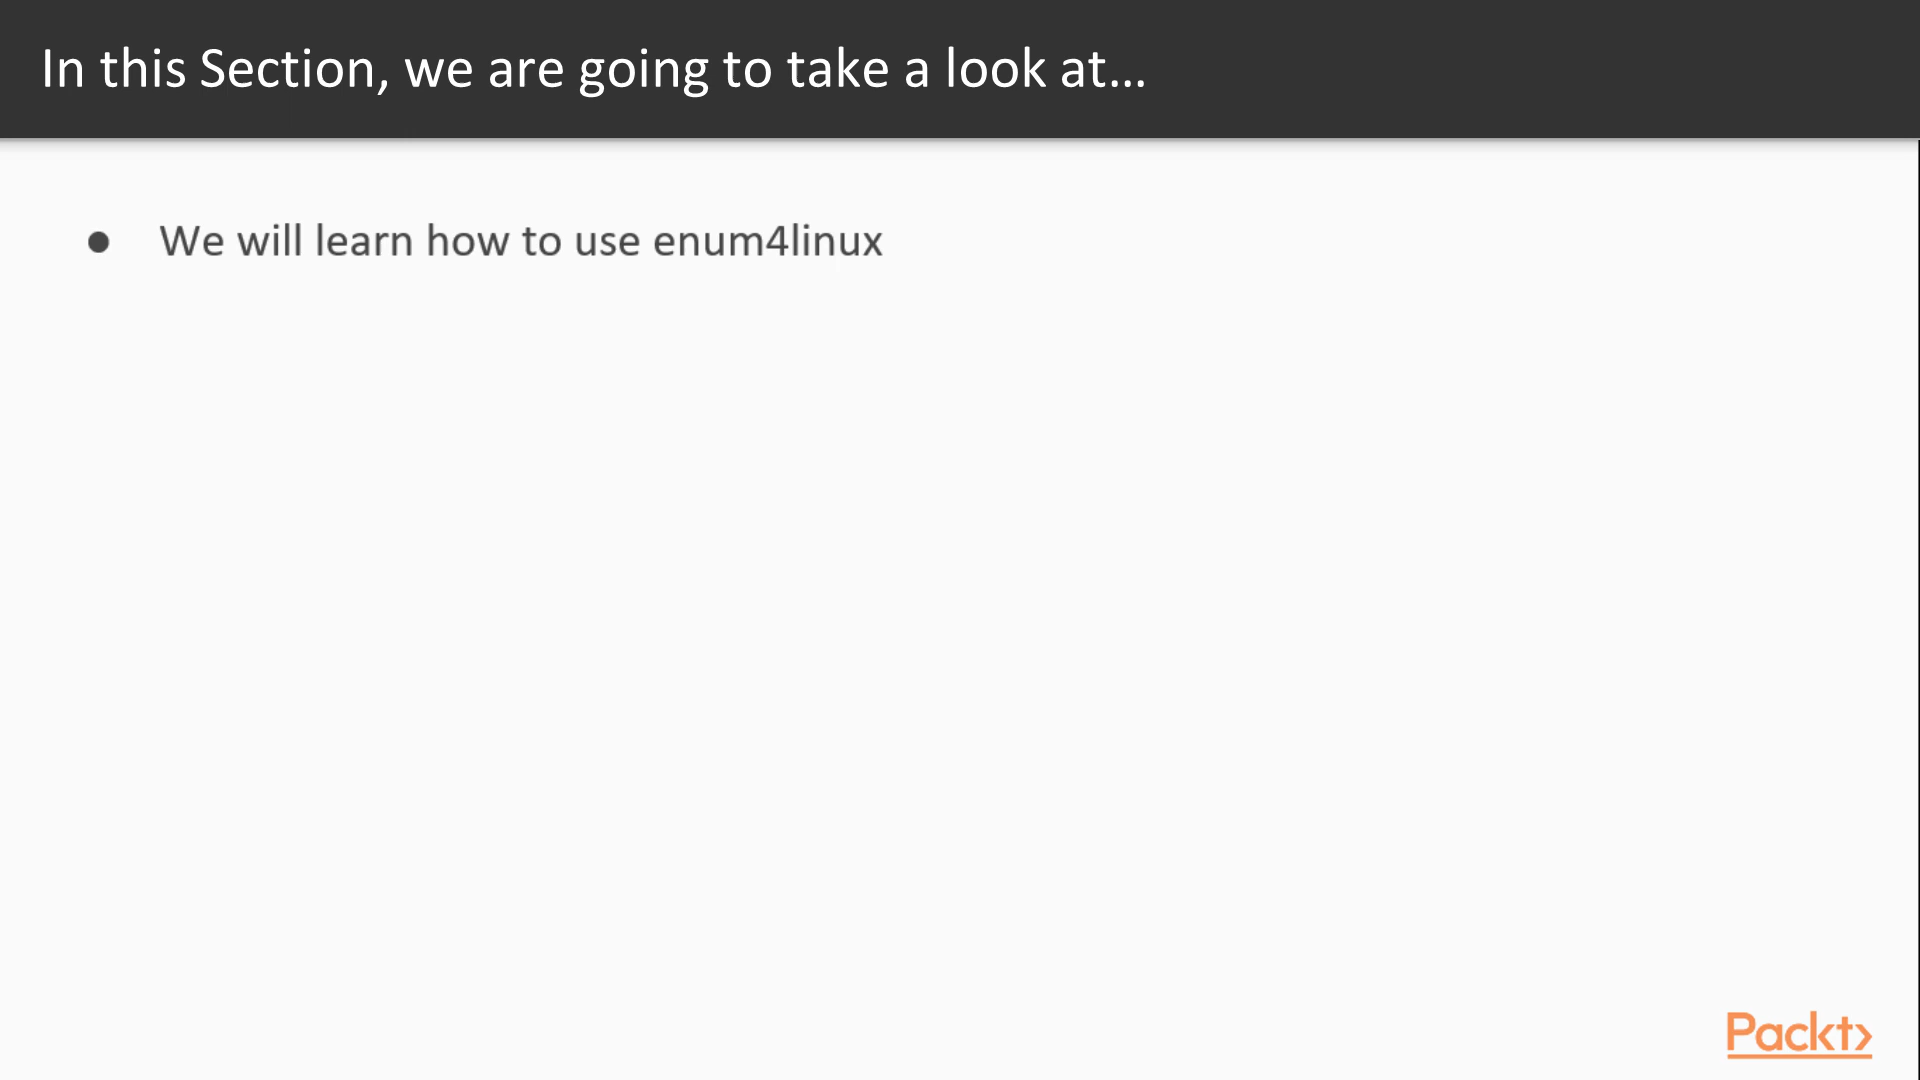 In this Section, we are going to take a look at...
● We will learn how to use enum4linux
Packt>